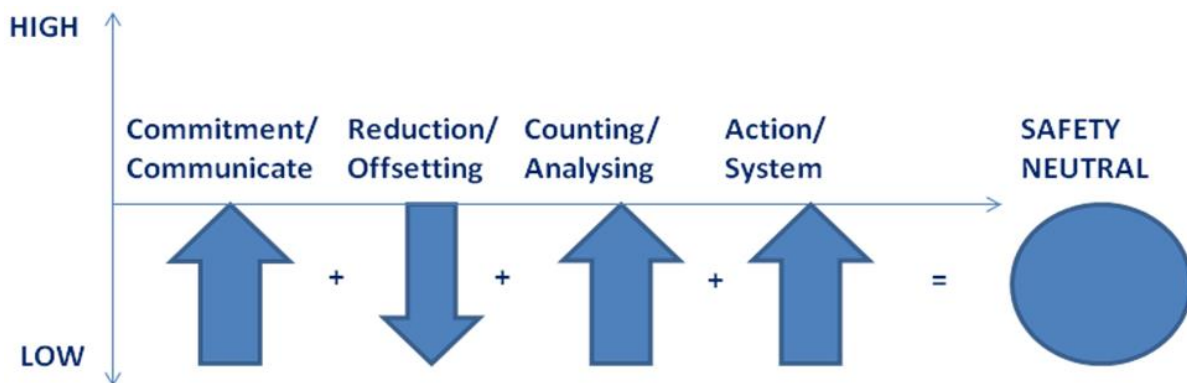 HIGH
Commitment/
Communicate
Reduction/
Offsetting
Counting/
Analysing
Action/
System
SAFETY
NEUTRAL
+
+
+
=
LOW